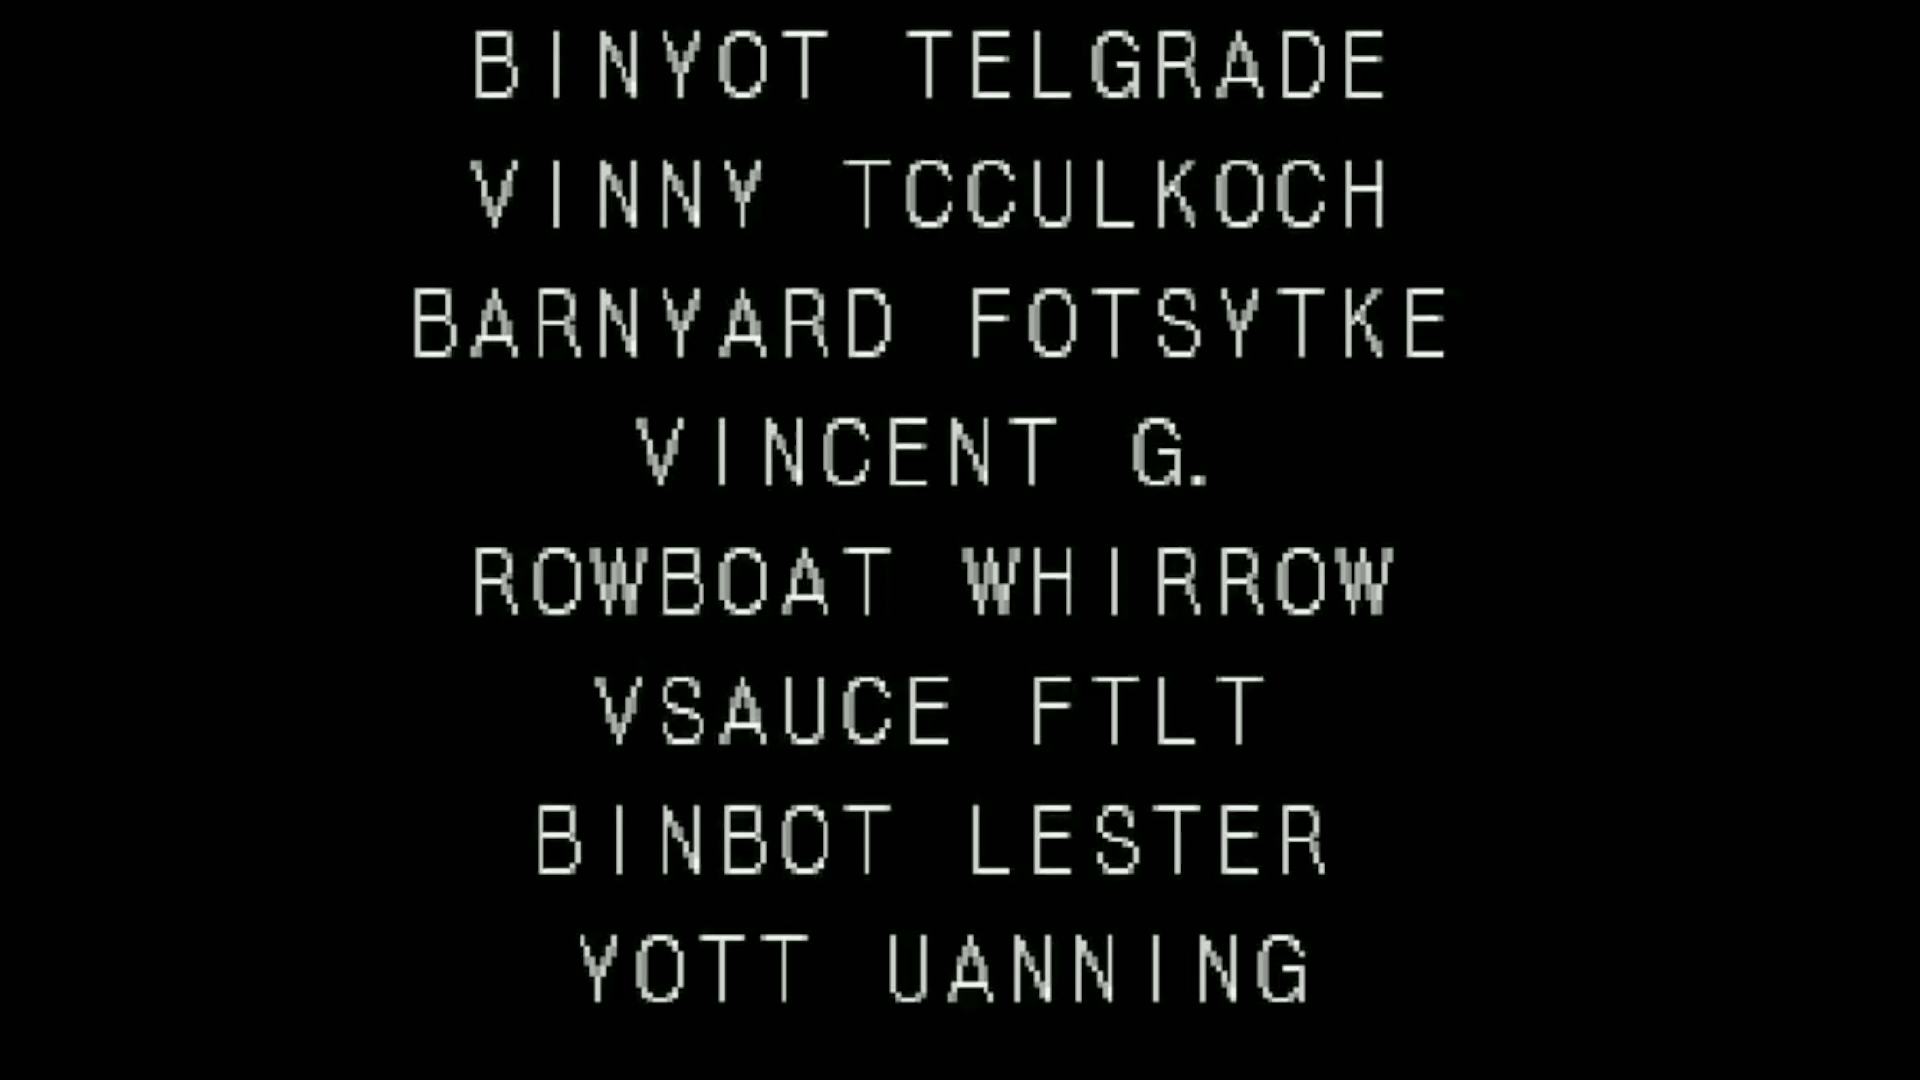 BINYOT TELGRADE
VINNY TCCULKOCH
BARNYARD FOTSYTKE
VINCENT G.
ROWBOAT WHIRROW
VSAUCE FTLT
BINBOT LESTER
YOTT UANNING